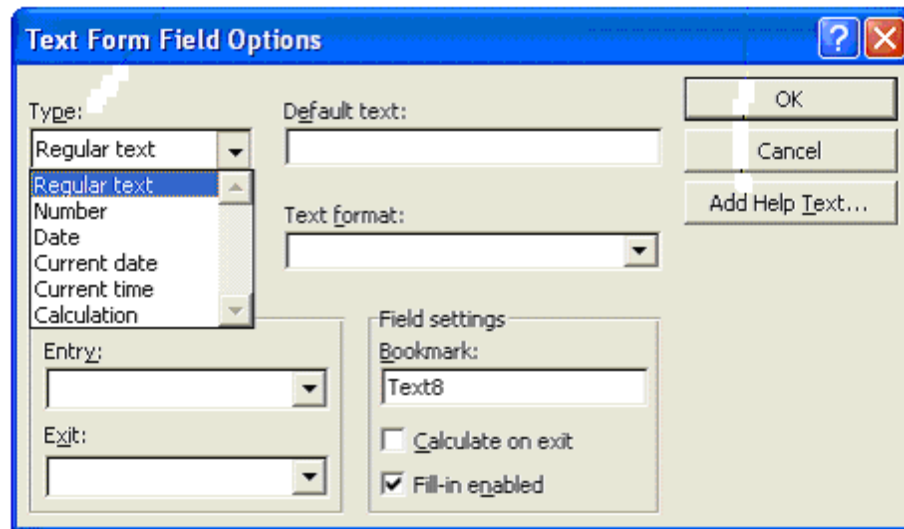 Text Form Field Options
Type:
Regular text
Regular text
Number
Date
Current date
Current time
Calculation
Default text:
Text format:
OK
Cancel
Add Help Text...
Entry:
Exit:
Field settings
Bookmark:
Text8
Calculate on exit
Fill-in enabled